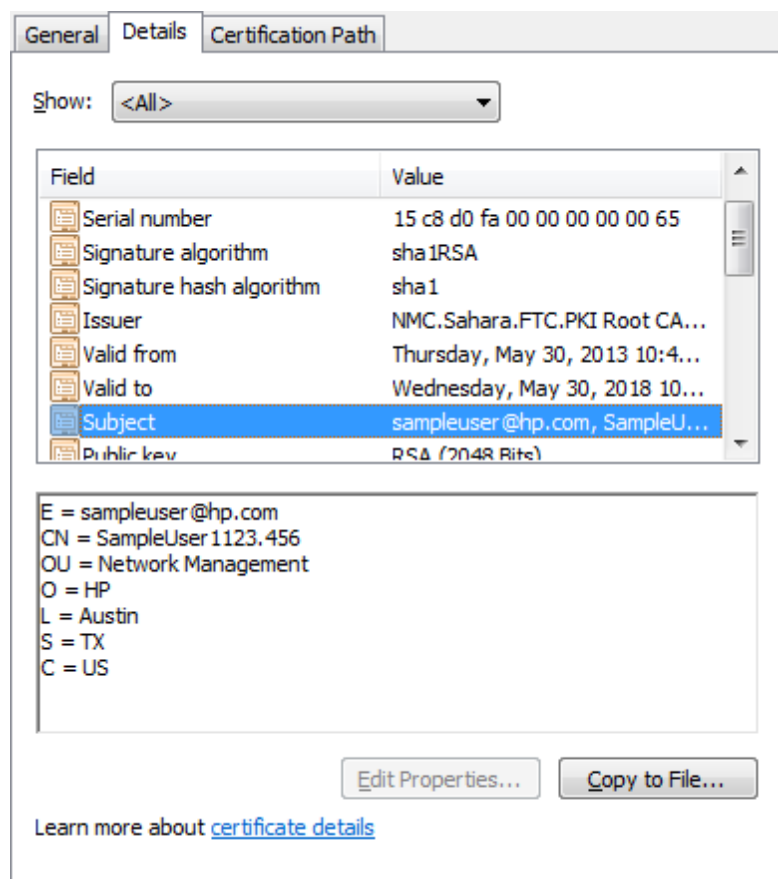 General Details Certification Path
Show: <All>
Field Value
Serial number 15 c8 d0 fa 00 00 00 00 00 65
Signature algorithm sha1RSA
Signature hash algorithm sha1
Issuer NMC.Sahara.FTC.PKI Root CA...
Valid from Thursday, May 30, 2013 10:4...
Valid to Wednesday, May 30, 2018 10...
Subject sampleuser@hp.com, SampleU...
Public key RSA (2048 Bits)
E = sampleuser@hp.com
CN = SampleUser1123.456
OU = Network Management
O = HP
L = Austin
S = TX
C = US
Edit Properties... Copy to File...
Learn more about certificate details